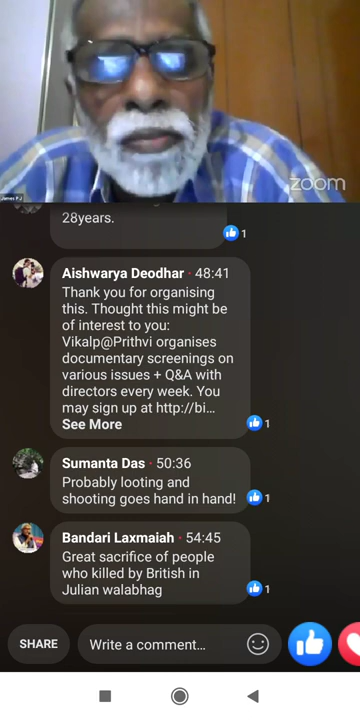 zoom
James P J
28years.
1
Aishwarya Deodhar · 48:41
Thank you for organising
this. Thought this might be
of interest to you:
Vikalp@Prithvi organises
documentary screenings on
various issues + Q&A with
directors every week. You
may sign up at http://bi...
See More
1
Sumanta Das · 50:36
Probably looting and
shooting goes hand in hand!
1
Bandari Laxmaiah · 54:45
Great sacrifice of people
who killed by British in
Julian walabhag
1
SHARE
Write a comment...